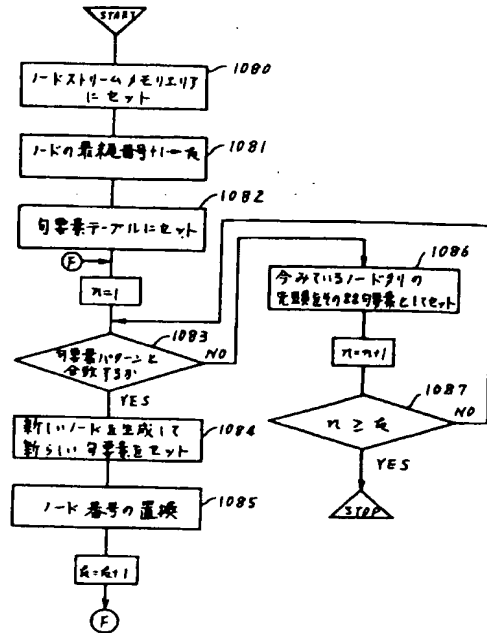 START
1080
ノードストリームメモリエリア
にセット
1081
ノードの最終番号+1→k
1082
句要素テーブルにセット
F
n=1
1083
句要素パターンと
合致するか
NO
YES
1084
新しいノードを生成して
新らしい句要素をセット
1085
ノード番号の置換
k=k+1
F
1086
今みているノード列の
先頭をそのまま句要素としてセット
n=n+1
1087
n ≥ k
NO
YES
STOP